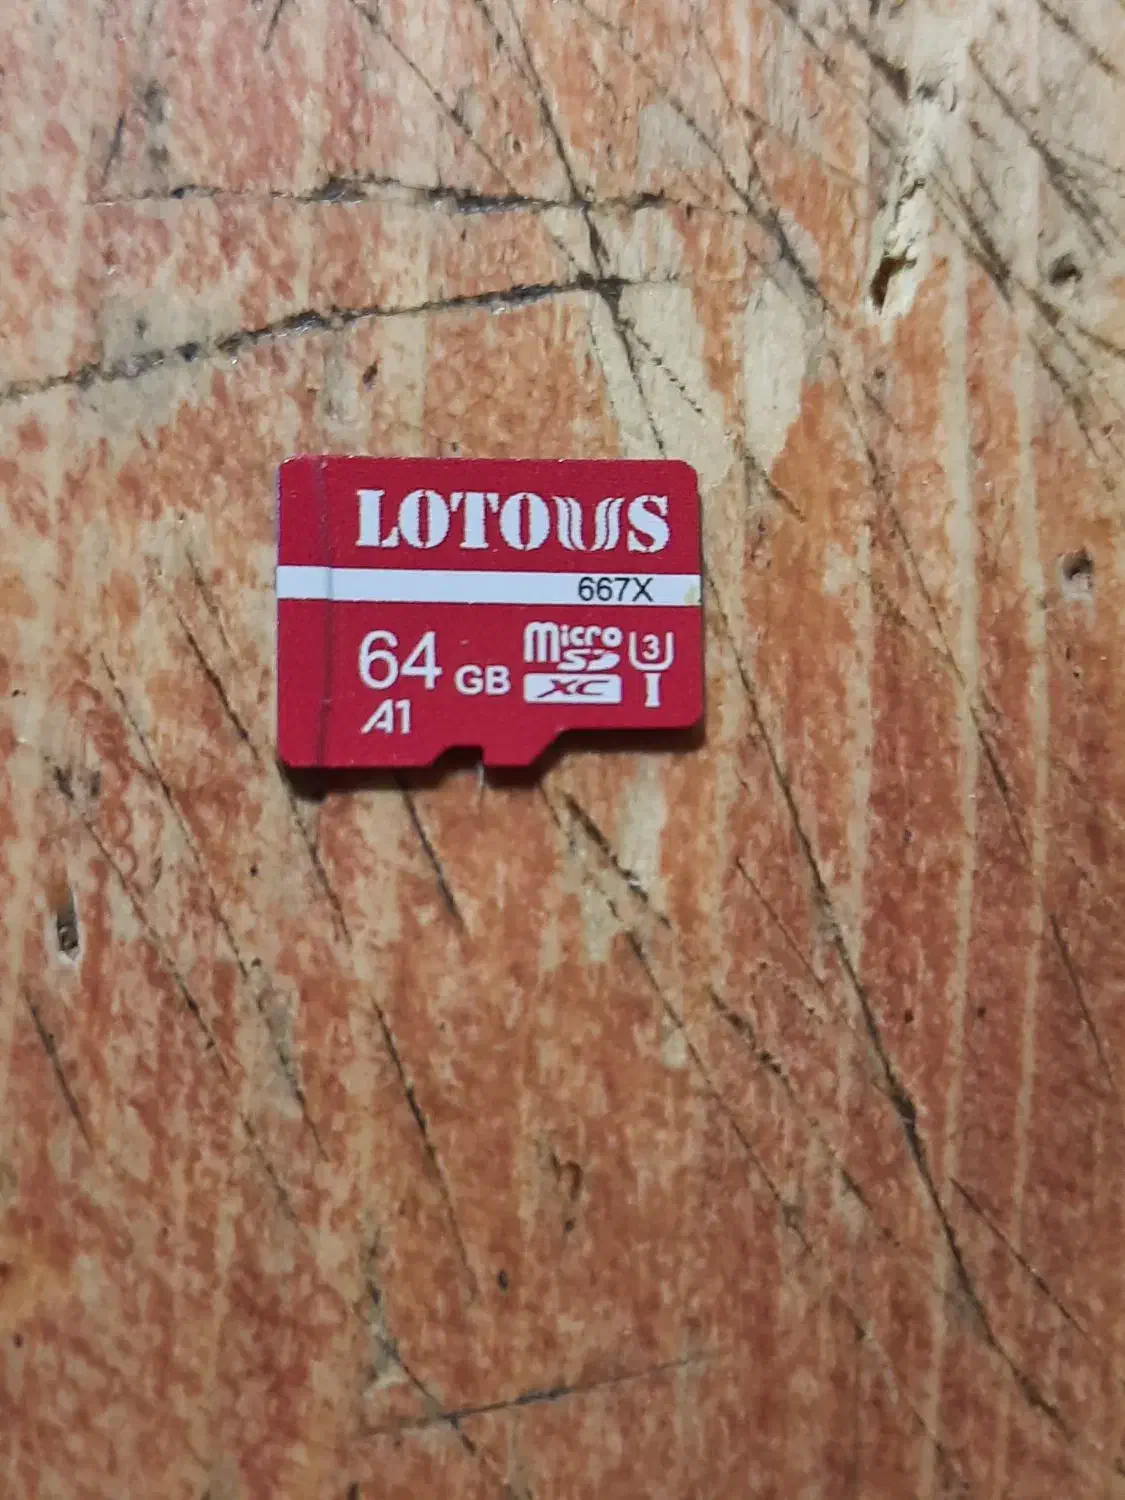 LOTOUS
667X
64 GB Micro SD XC 3 I
A1